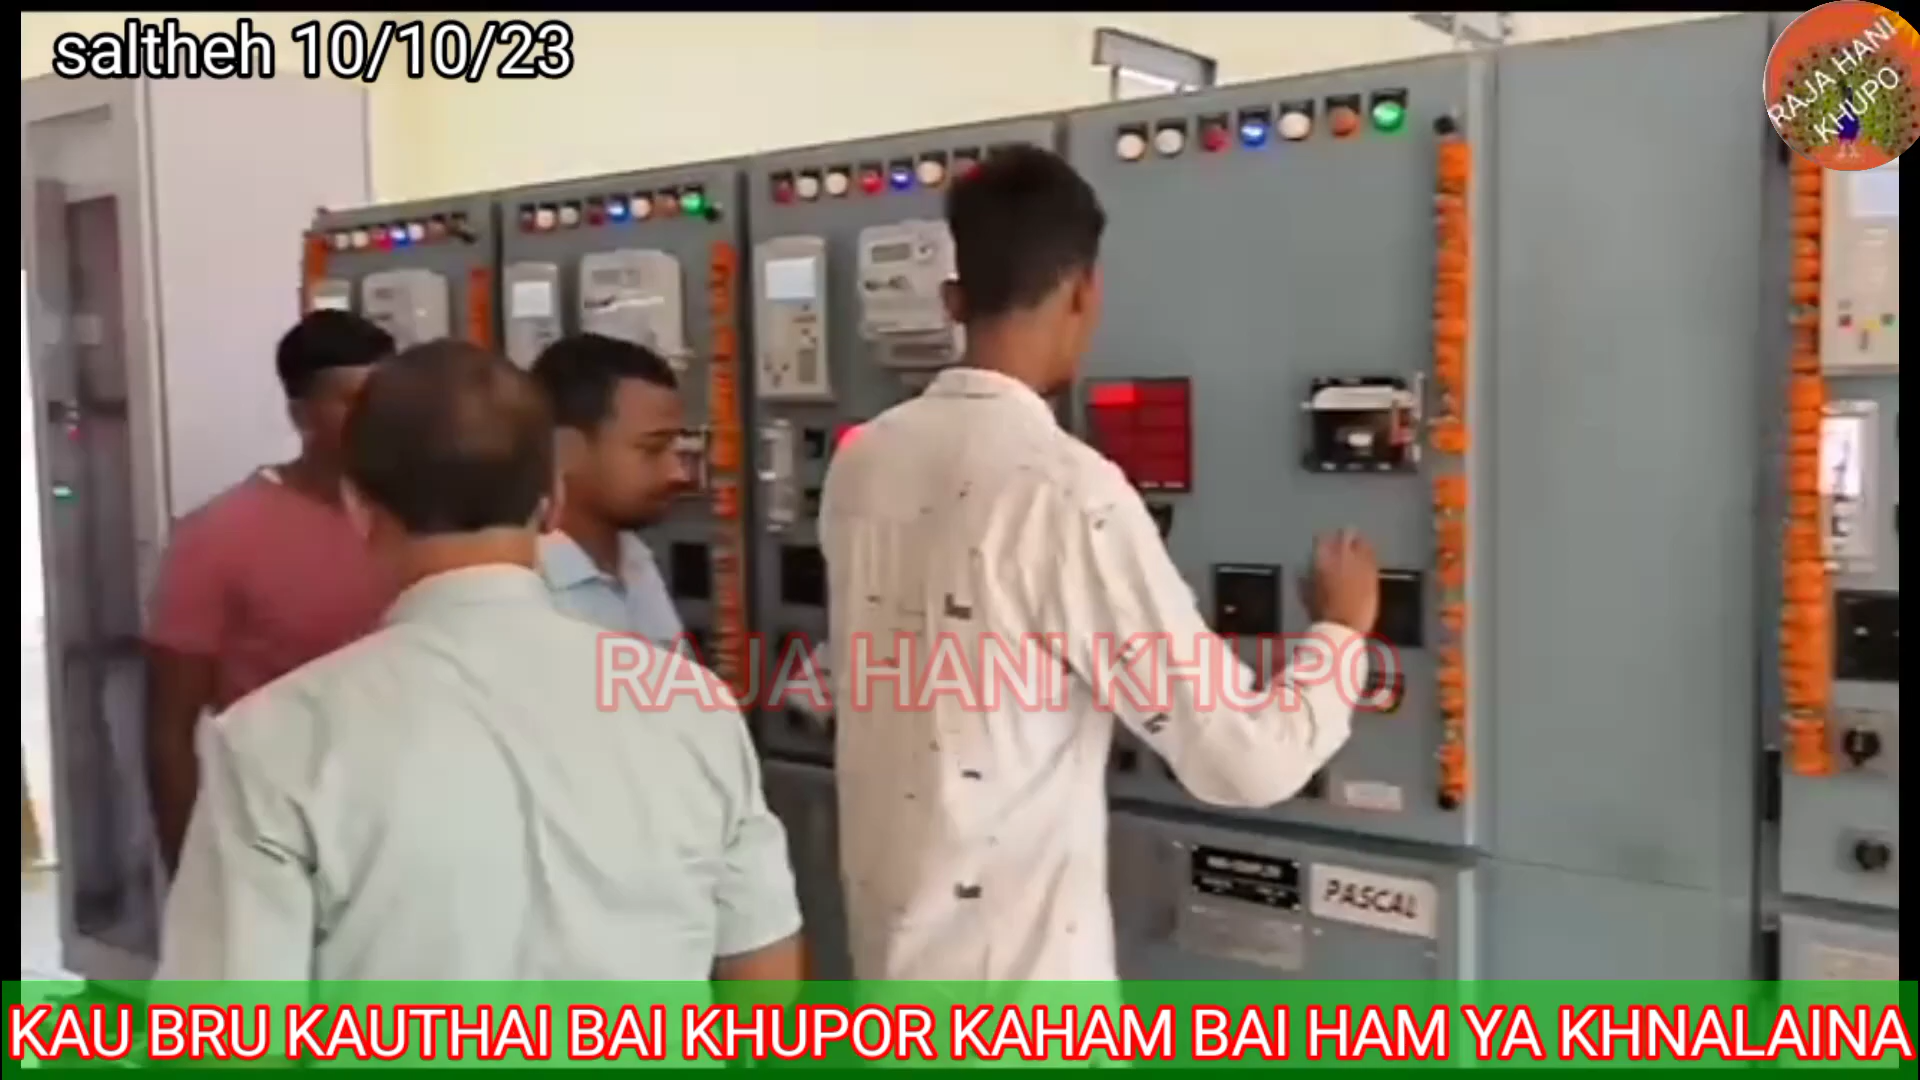 saltheh 10/10/23
RAJA HANI
KHUPO
RAJA HANI KHUPO
PASCAL
KAU BRU KAUTHAI BAI KHUPOR KAHAM BAI HAM YA KHNALAINA